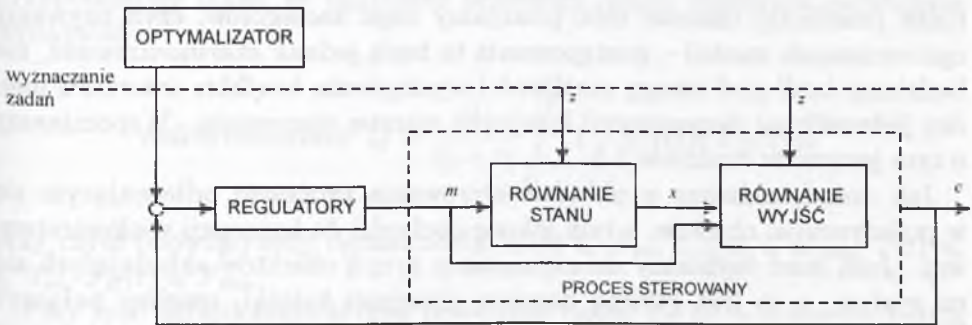 OPTYMALIZATOR
wyznaczanie
zadań
z
z
REGULATORY
m
RÓWNANIE
STANU
x
RÓWNANIE
WYJŚĆ
c
PROCES STEROWANY